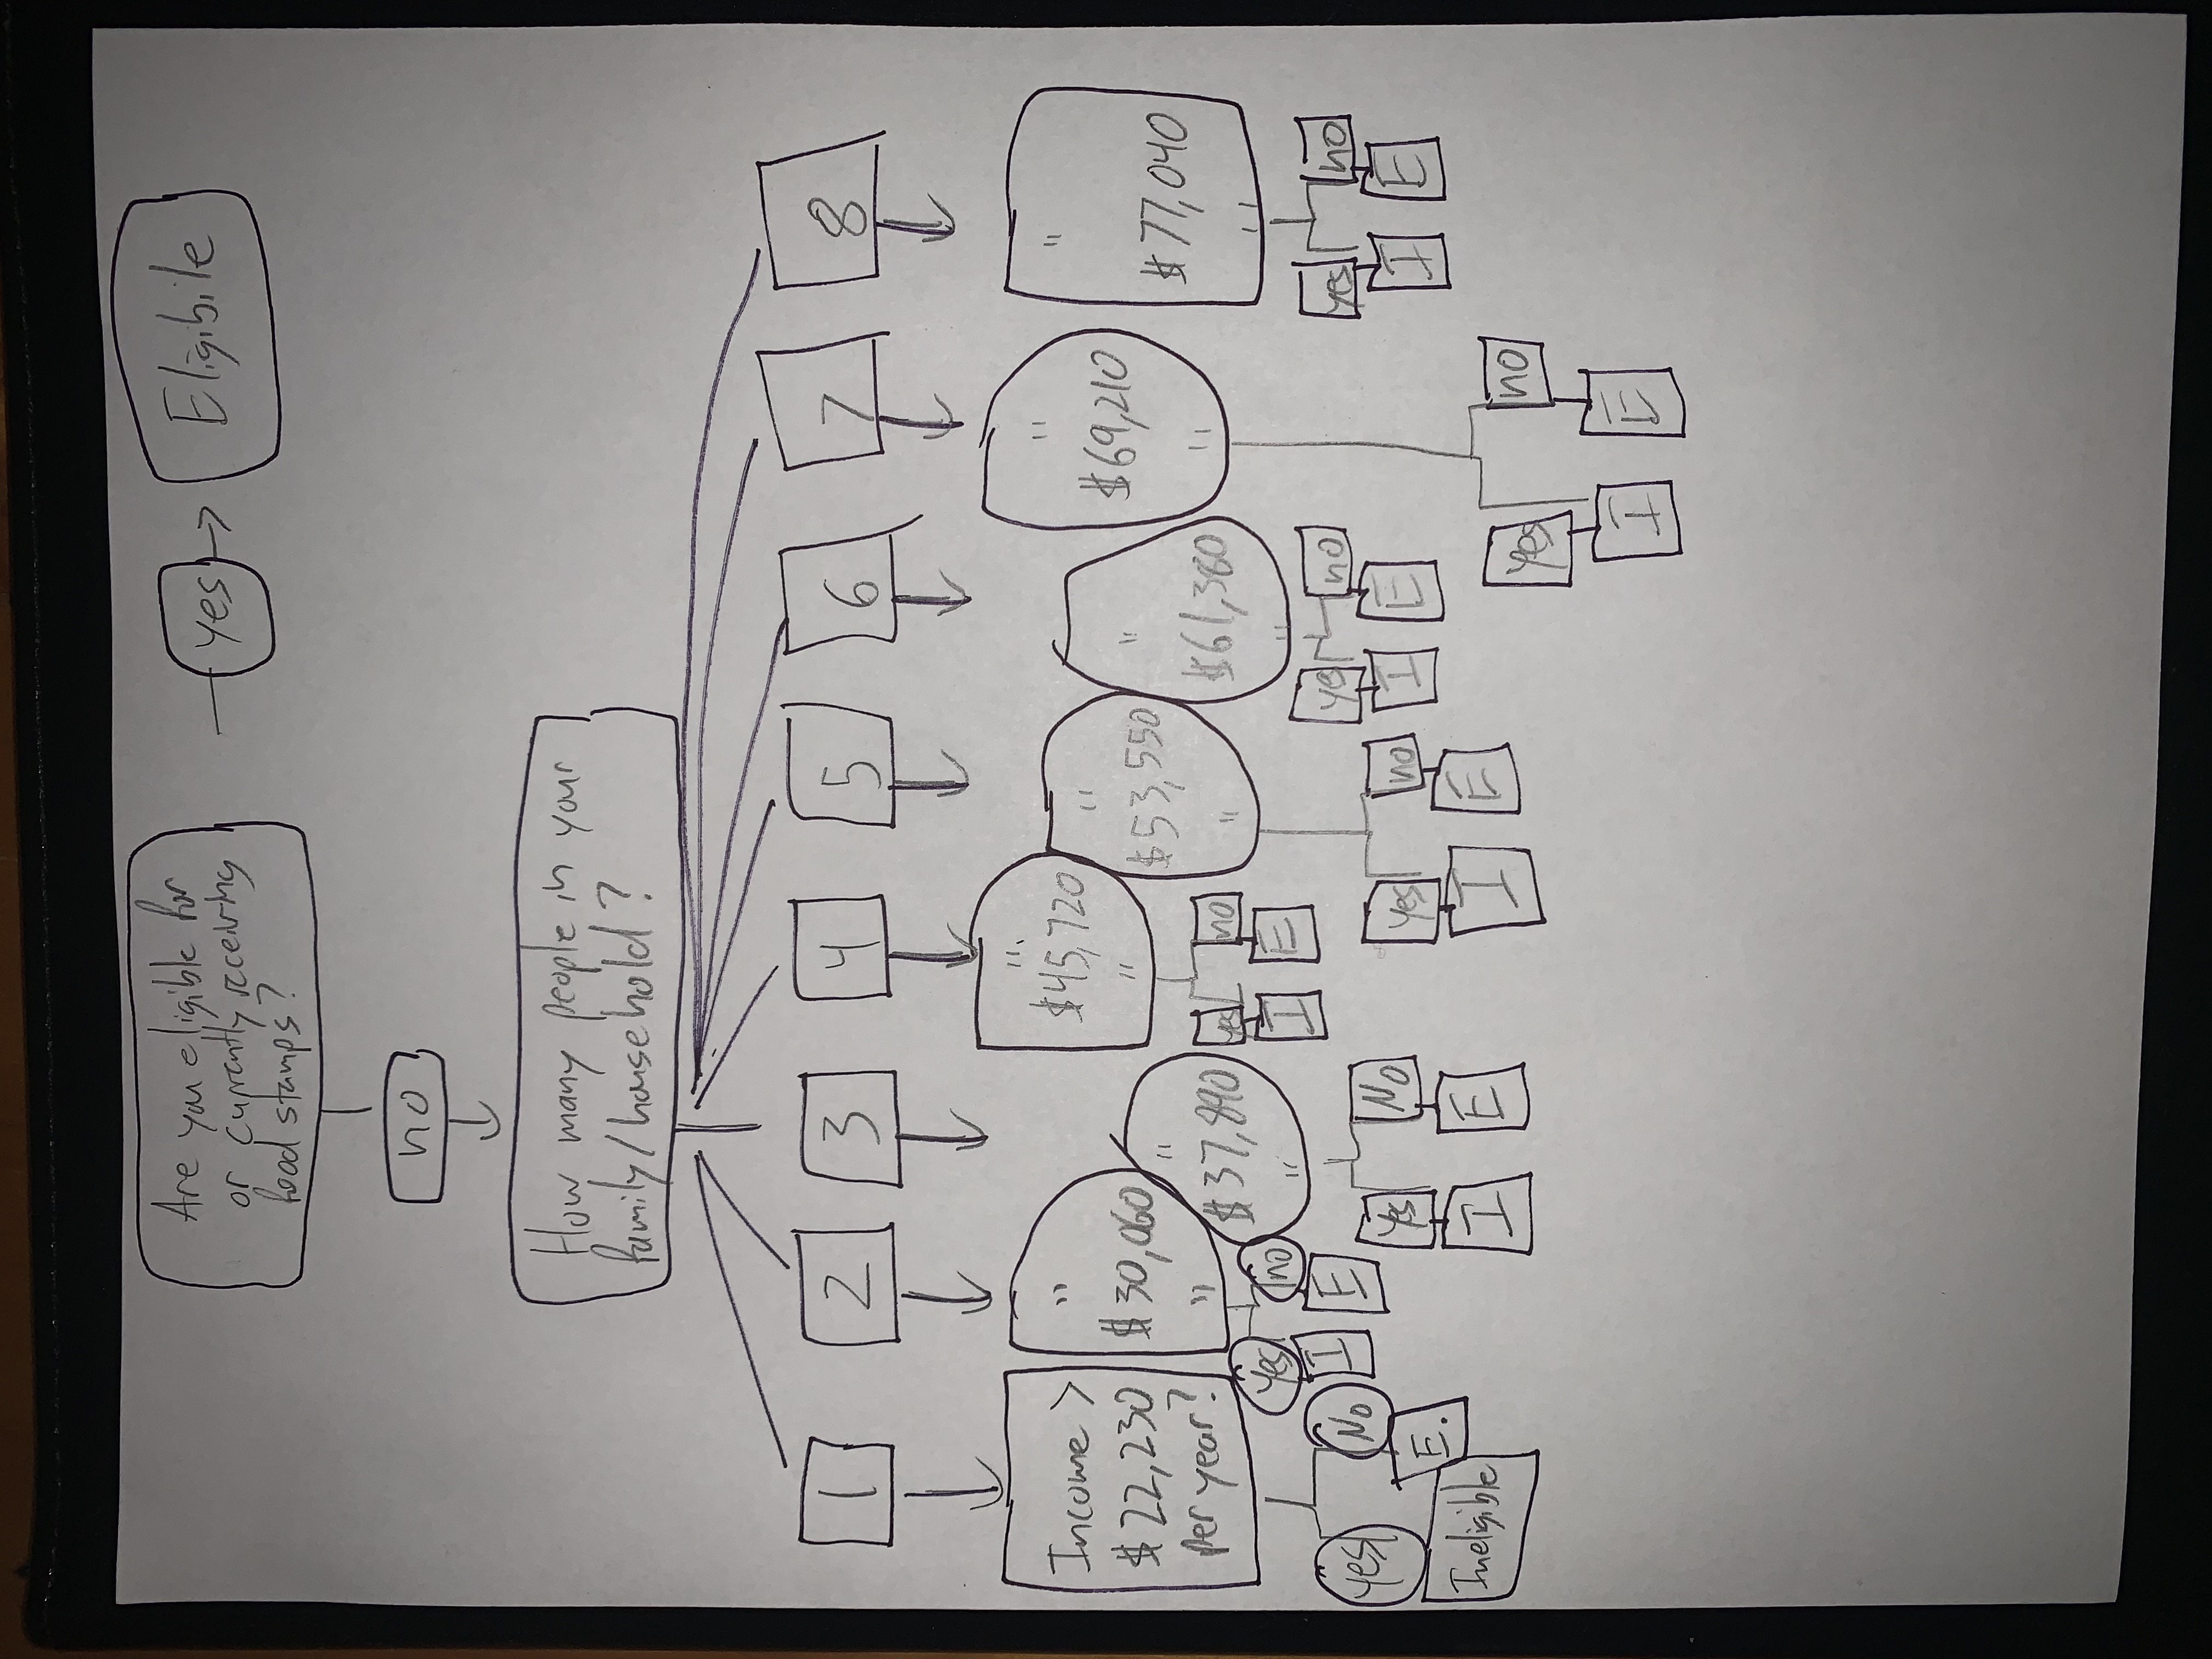 Are you eligible for
or currently receiving
food stamps?
yes
Eligibile
no
How many people in your
family/household?
1
2
3
4
5
6
7
8
Income >
$22,230
per year?
"
$30,060
"
"
$37,890
"
"
$45,720
"
"
$53,550
"
"
$61,380
"
"
$69,210
"
"
$77,040
"
yes
No
Ineligible
E.
yes
no
I
E
Yes
No
I
E
yes
no
I
E
Yes
no
I
E
yes
no
I
E
yes
no
I
E
yes
no
I
E